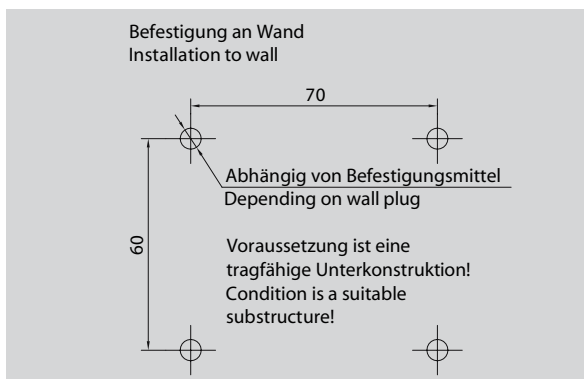 Befestigung an Wand
Installation to wall
70
Abhängig von Befestigungsmittel
Depending on wall plug
60
Voraussetzung ist eine
tragfähige Unterkonstruktion!
Condition is a suitable
substructure!